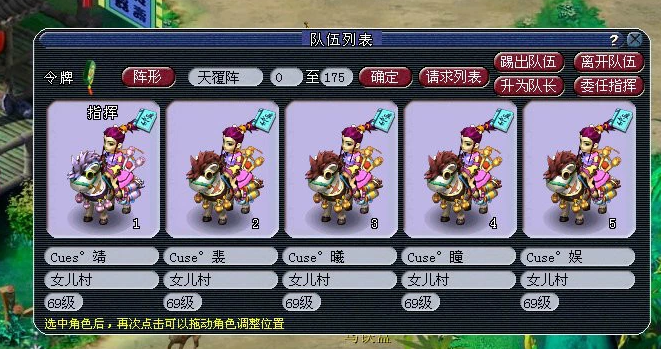 队伍列表
?
踢出队伍 离开队伍
令牌 阵形 天覆阵 0 至 175 确定 请求列表
升为队长 委任指挥
指挥
1 2 3 4 5
Cues°靖 Cuse°裴 Cuse°曦 Cuse°瞳 Cuse°娱
女儿村 女儿村 女儿村 女儿村 女儿村
69级 69级 69级 69级 69级
选中角色后，再次点击可以拖动角色调整位置